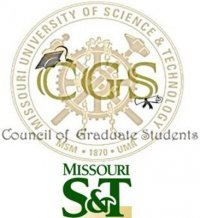 MISSOURI UNIVERSITY OF SCIENCE & TECHNOLOGY
CGS
Council of Graduate Students
MSM • 1870 • UMR
MISSOURI
S&T